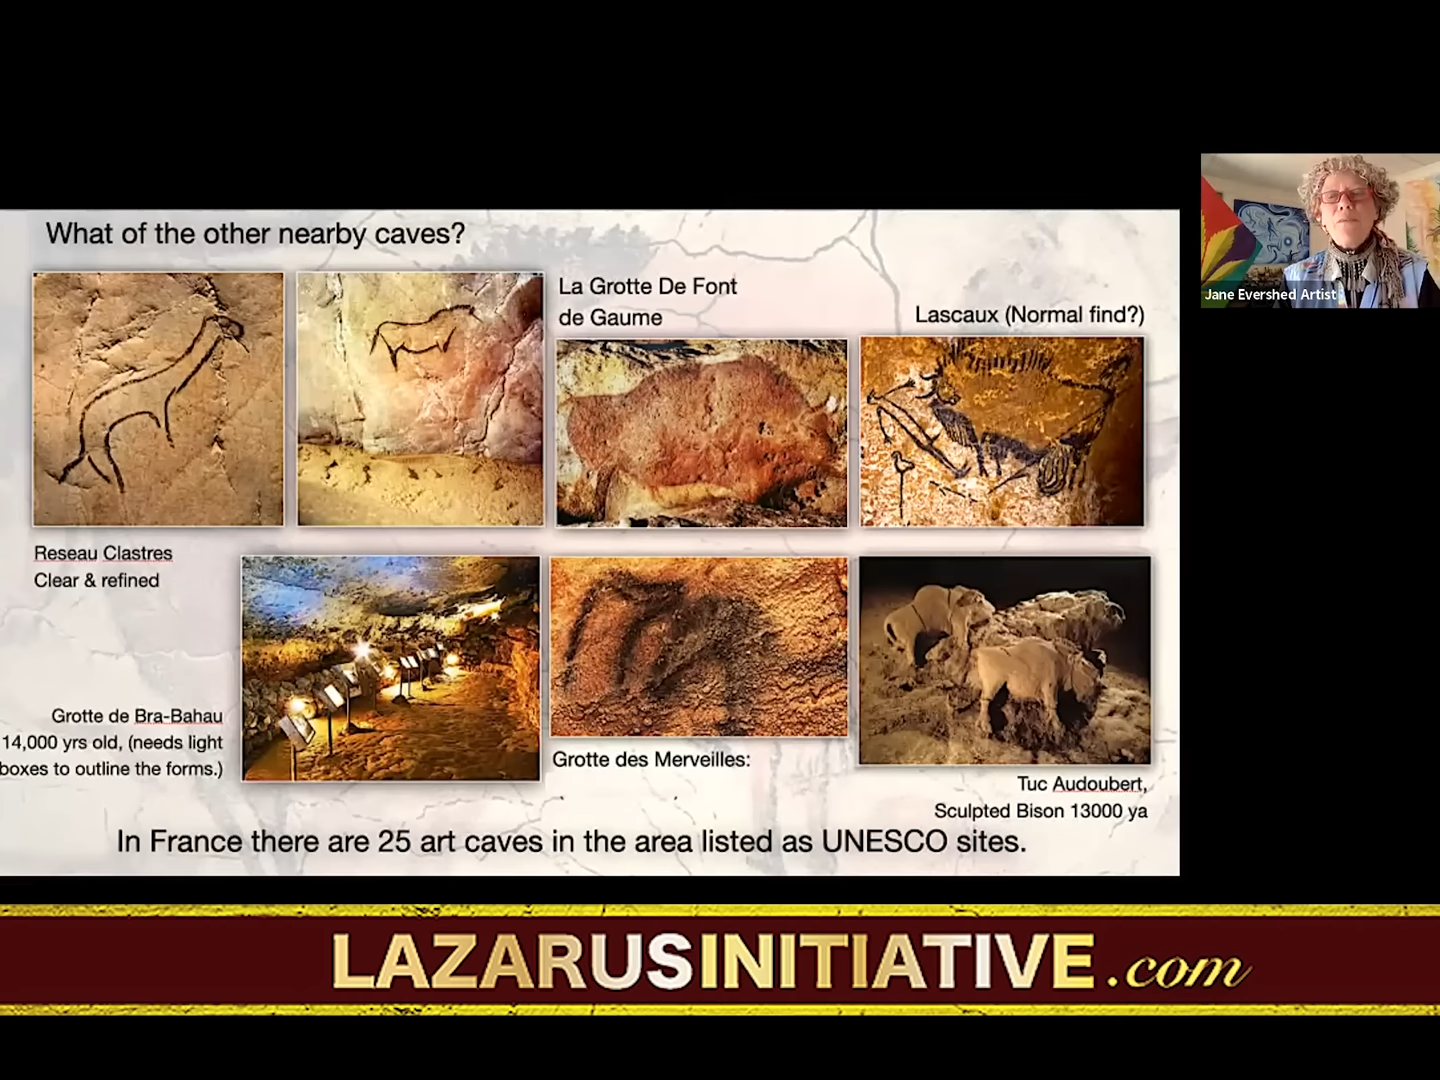 What of the other nearby caves?
La Grotte De Font
de Gaume
Lascaux (Normal find?)
Jane Evershed Artist
Reseau Clastres
Clear & refined
Grotte de Bra-Bahau
14,000 yrs old, (needs light
boxes to outline the forms.)
Grotte des Merveilles:
Tuc Audoubert,
Sculpted Bison 13000 ya
In France there are 25 art caves in the area listed as UNESCO sites.
LAZARUSINITIATIVE.com